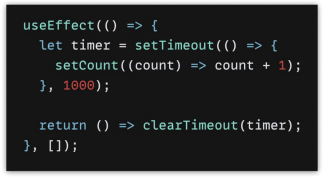 useEffect(() => {
  let timer = setTimeout(() => {
    setCount((count) => count + 1);
  }, 1000);

  return () => clearTimeout(timer);
}, []);